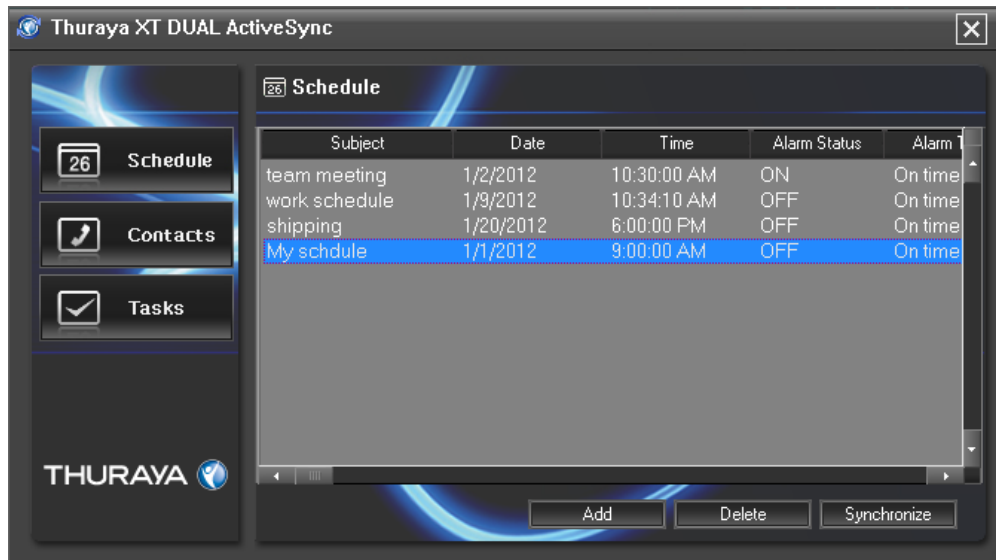 Thuraya XT DUAL ActiveSync
26 Schedule
26 Schedule
Contacts
Tasks
Subject Date Time Alarm Status Alarm
team meeting 1/2/2012 10:30:00 AM ON On time
work schedule 1/9/2012 10:34:10 AM OFF On time
shipping 1/20/2012 6:00:00 PM OFF On time
My schdule 1/1/2012 9:00:00 AM OFF On time
THURAYA
Add Delete Synchronize